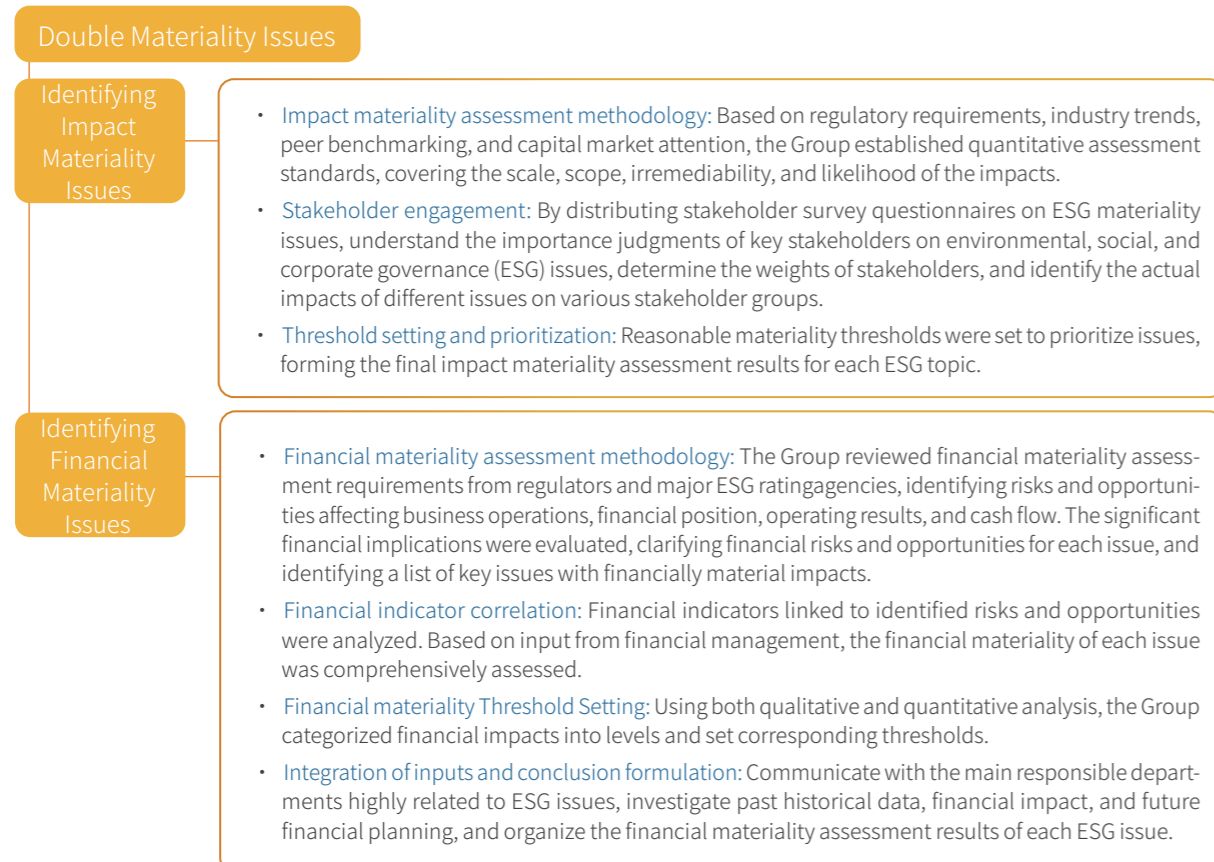 Double Materiality Issues
Identifying
Impact
Materiality
Issues
• Impact materiality assessment methodology: Based on regulatory requirements, industry trends,
peer benchmarking, and capital market attention, the Group established quantitative assessment
standards, covering the scale, scope, irremediability, and likelihood of the impacts.
• Stakeholder engagement: By distributing stakeholder survey questionnaires on ESG materiality
issues, understand the importance judgments of key stakeholders on environmental, social, and
corporate governance (ESG) issues, determine the weights of stakeholders, and identify the actual
impacts of different issues on various stakeholder groups.
• Threshold setting and prioritization: Reasonable materiality thresholds were set to prioritize issues,
forming the final impact materiality assessment results for each ESG topic.
Identifying
Financial
Materiality
Issues
• Financial materiality assessment methodology: The Group reviewed financial materiality assess-
ment requirements from regulators and major ESG ratingagencies, identifying risks and opportuni-
ties affecting business operations, financial position, operating results, and cash flow. The significant
financial implications were evaluated, clarifying financial risks and opportunities for each issue, and
identifying a list of key issues with financially material impacts.
• Financial indicator correlation: Financial indicators linked to identified risks and opportunities
were analyzed. Based on input from financial management, the financial materiality of each issue
was comprehensively assessed.
• Financial materiality Threshold Setting: Using both qualitative and quantitative analysis, the Group
categorized financial impacts into levels and set corresponding thresholds.
• Integration of inputs and conclusion formulation: Communicate with the main responsible depart-
ments highly related to ESG issues, investigate past historical data, financial impact, and future
financial planning, and organize the financial materiality assessment results of each ESG issue.